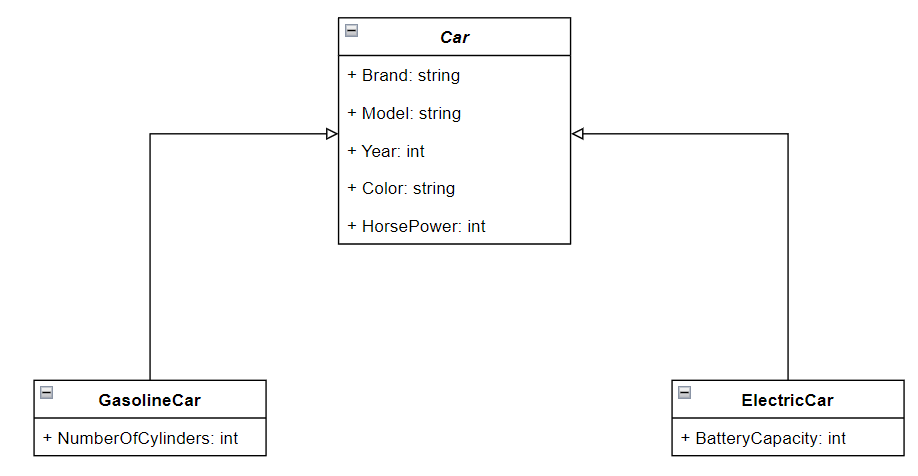 Car
+ Brand: string
+ Model: string
+ Year: int
+ Color: string
+ HorsePower: int
GasolineCar
+ NumberOfCylinders: int
ElectricCar
+ BatteryCapacity: int